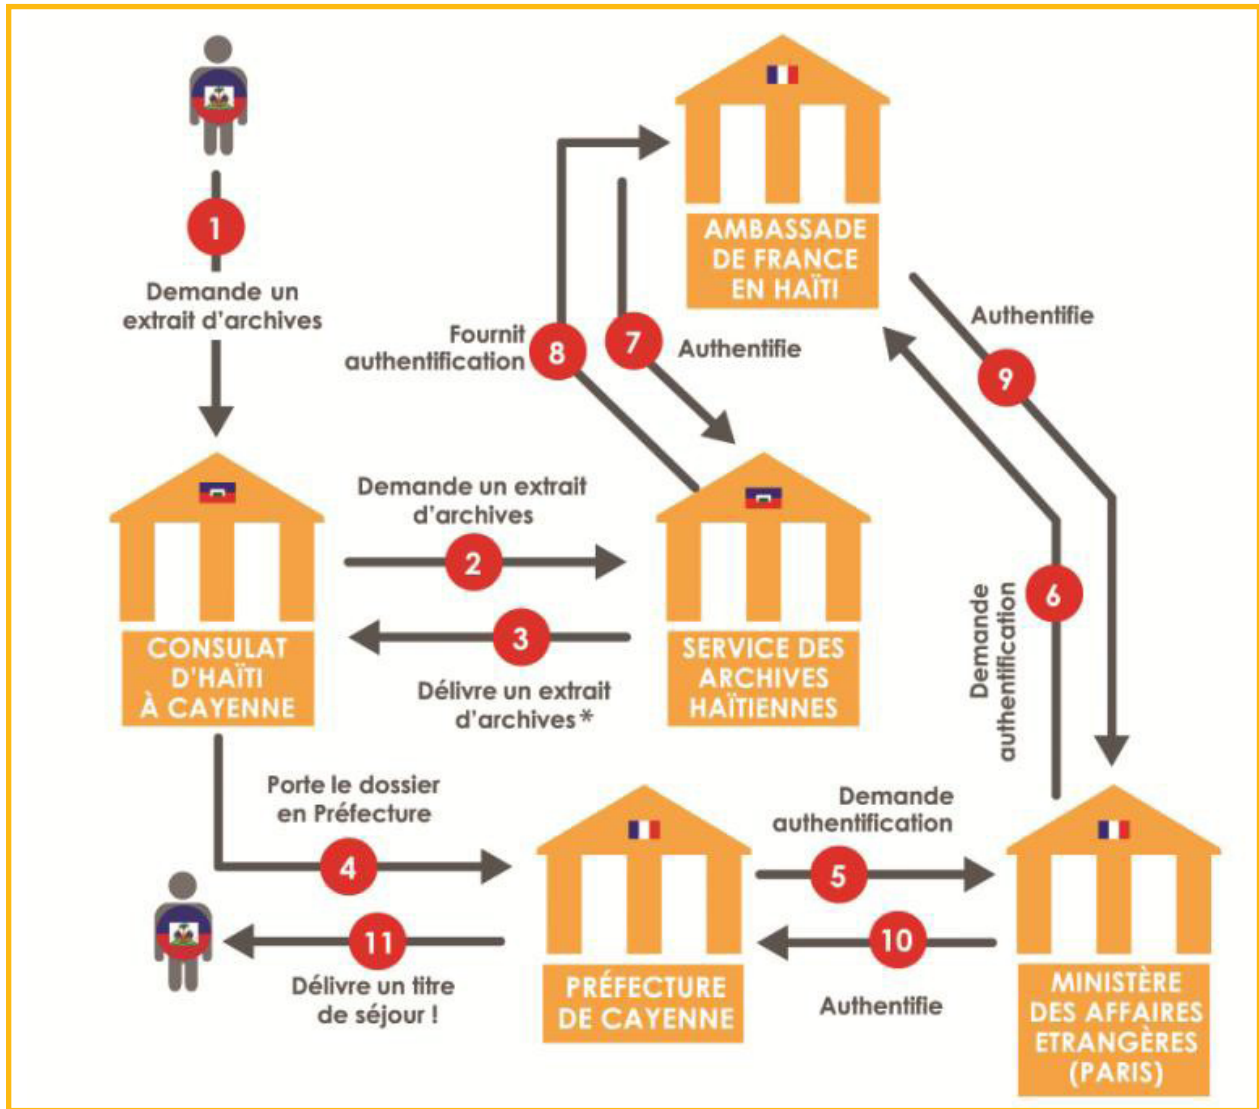 1
Demande un
extrait d'archives
AMBASSADE
DE FRANCE
EN HAÏTI
Fournit
authentification
8
7
Authentifie
Authentifie
9
Demande un extrait
d'archives
2
3
Délivre un extrait
d'archives*
CONSULAT
D'HAÏTI
À CAYENNE
SERVICE DES
ARCHIVES
HAÏTIENNES
6
Demande
authentification
Porte le dossier
en Préfecture
4
Demande
authentification
5
11
Délivre un titre
de séjour !
PRÉFECTURE
DE CAYENNE
10
Authentifie
MINISTÈRE
DES AFFAIRES
ETRANGÈRES
(PARIS)